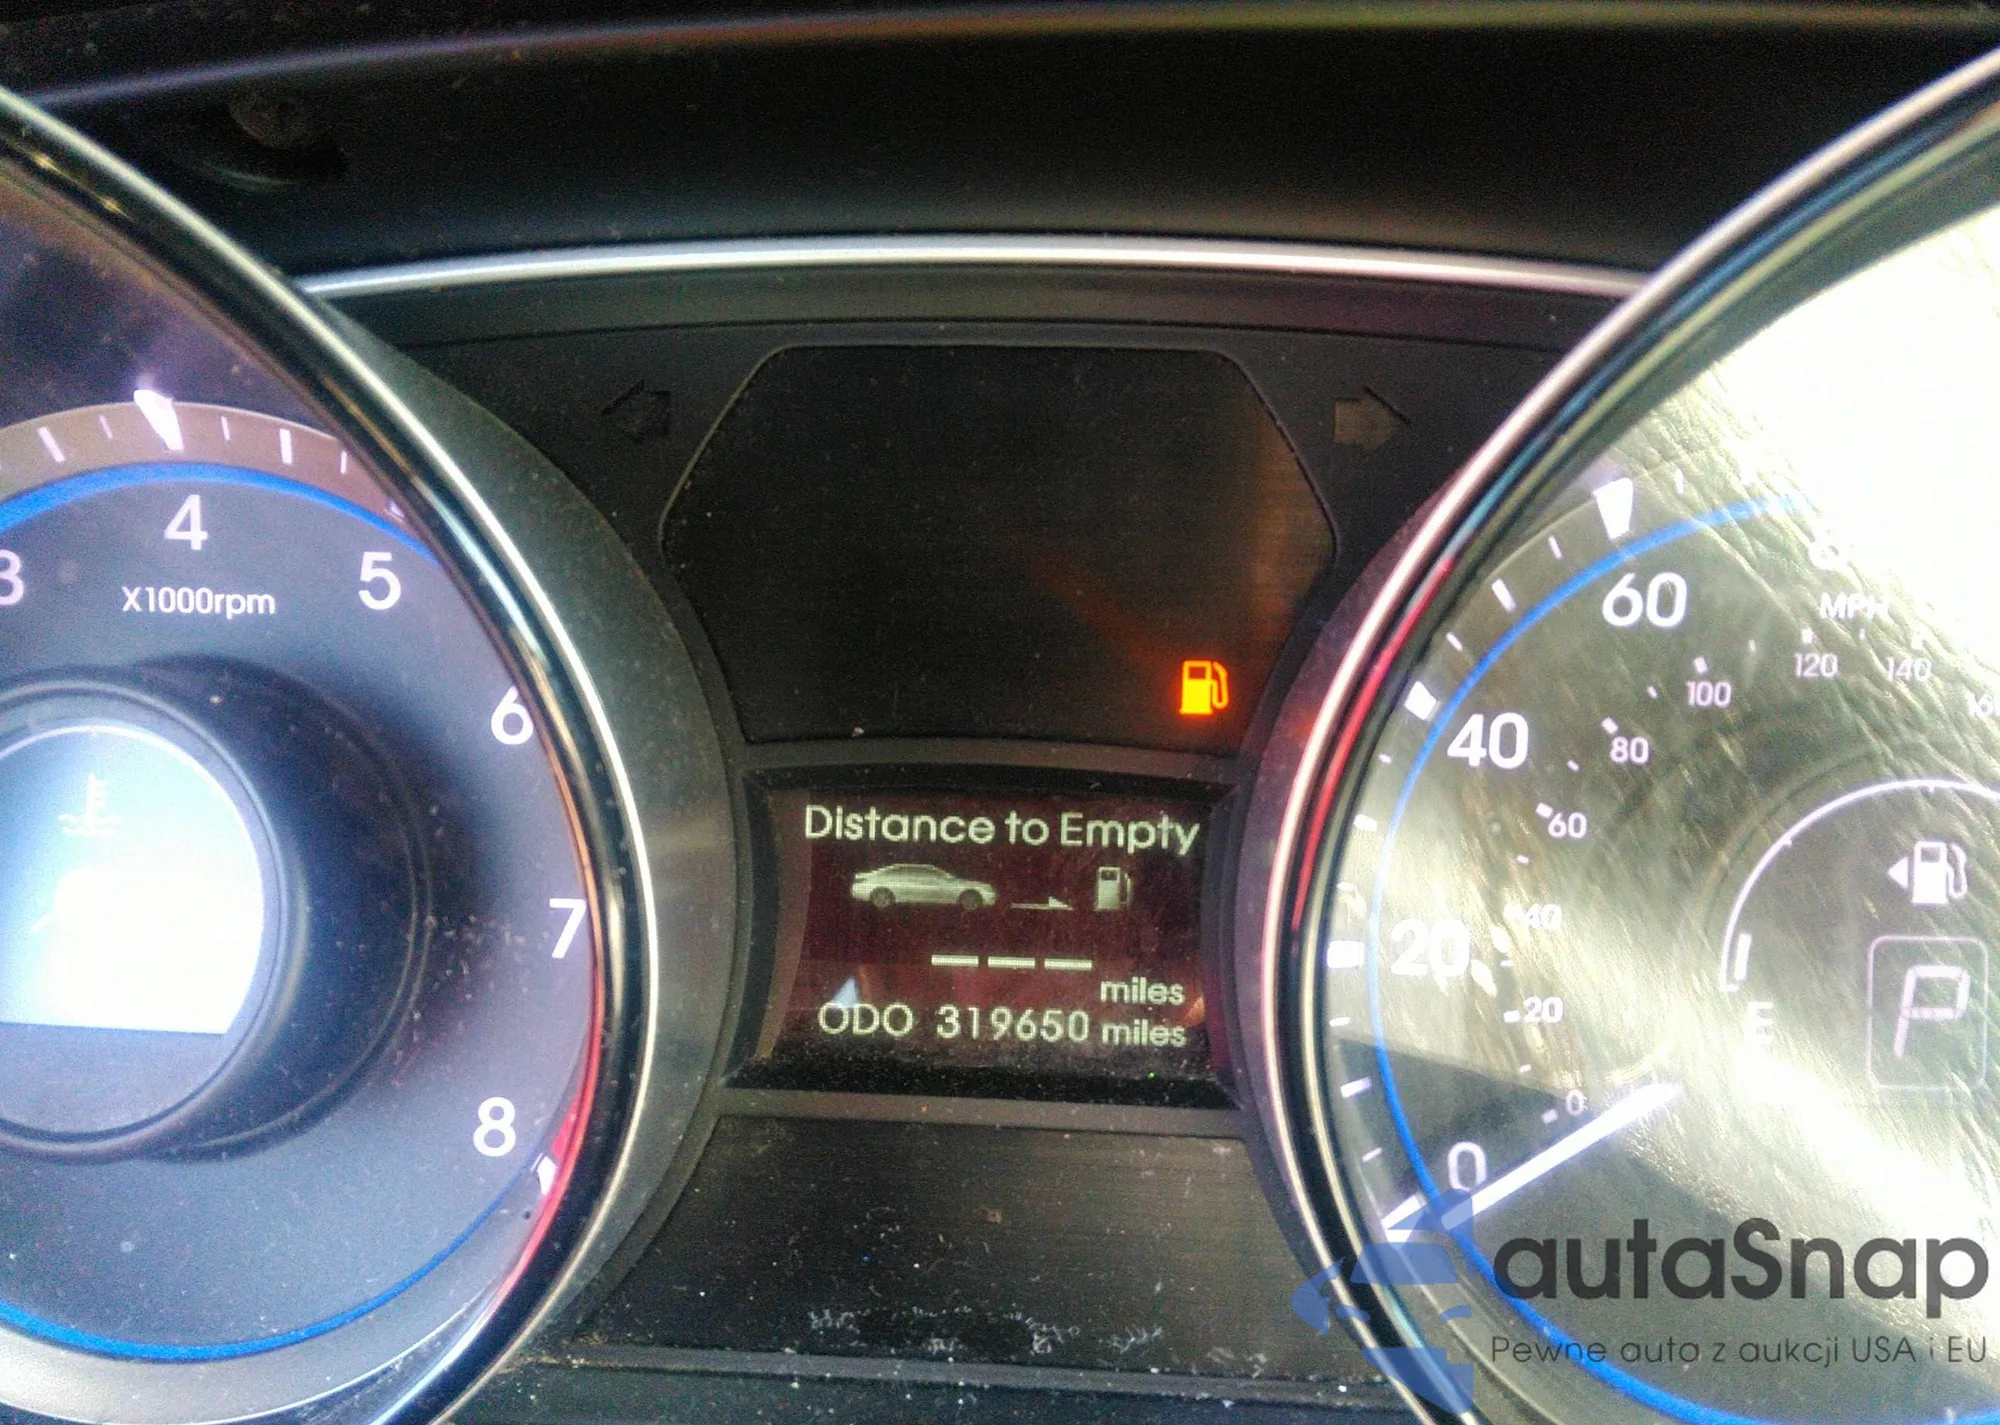 3
4
5
6
7
8
X1000rpm
Distance to Empty
--- miles
ODO 319650 miles
0
20
40
60
MPH
0
20
40
60
80
100
120
140
E
P
autaSnap
Pewne auta z aukcji USA i EU